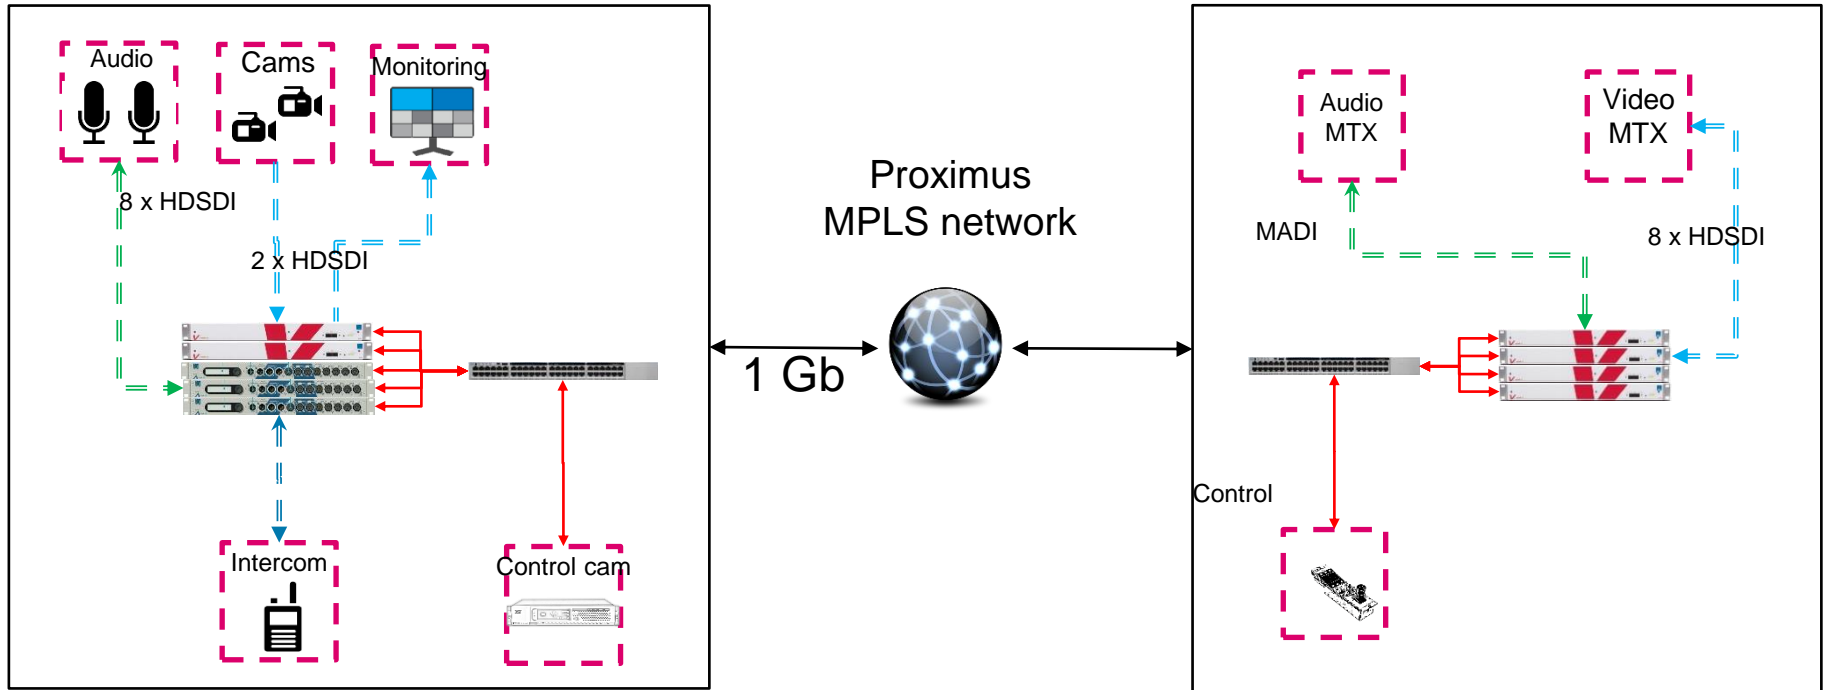 Audio
Cams
Monitoring
8 x HDSDI
2 x HDSDI
Intercom
Control cam
Proximus
MPLS network
1 Gb
Audio
MTX
Video
MTX
MADI
8 x HDSDI
Control